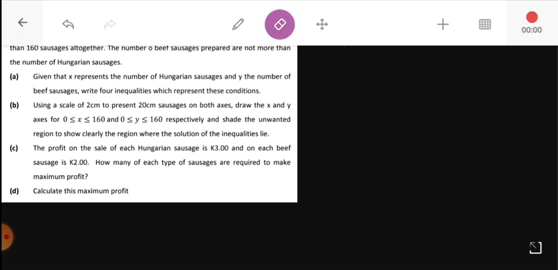 00:00
than 160 sausages altogether. The number o beef sausages prepared are not more than
the number of Hungarian sausages.
(a) Given that x represents the number of Hungarian sausages and y the number of
beef sausages, write four inequalities which represent these conditions.
(b) Using a scale of 2cm to present 20cm sausages on both axes, draw the x and y
axes for 0 ≤ x ≤ 160 and 0 ≤ y ≤ 160 respectively and shade the unwanted
region to show clearly the region where the solution of the inequalities lie.
(c) The profit on the sale of each Hungarian sausage is K3.00 and on each beef
sausage is K2.00. How many of each type of sausages are required to make
maximum profit?
(d) Calculate this maximum profit